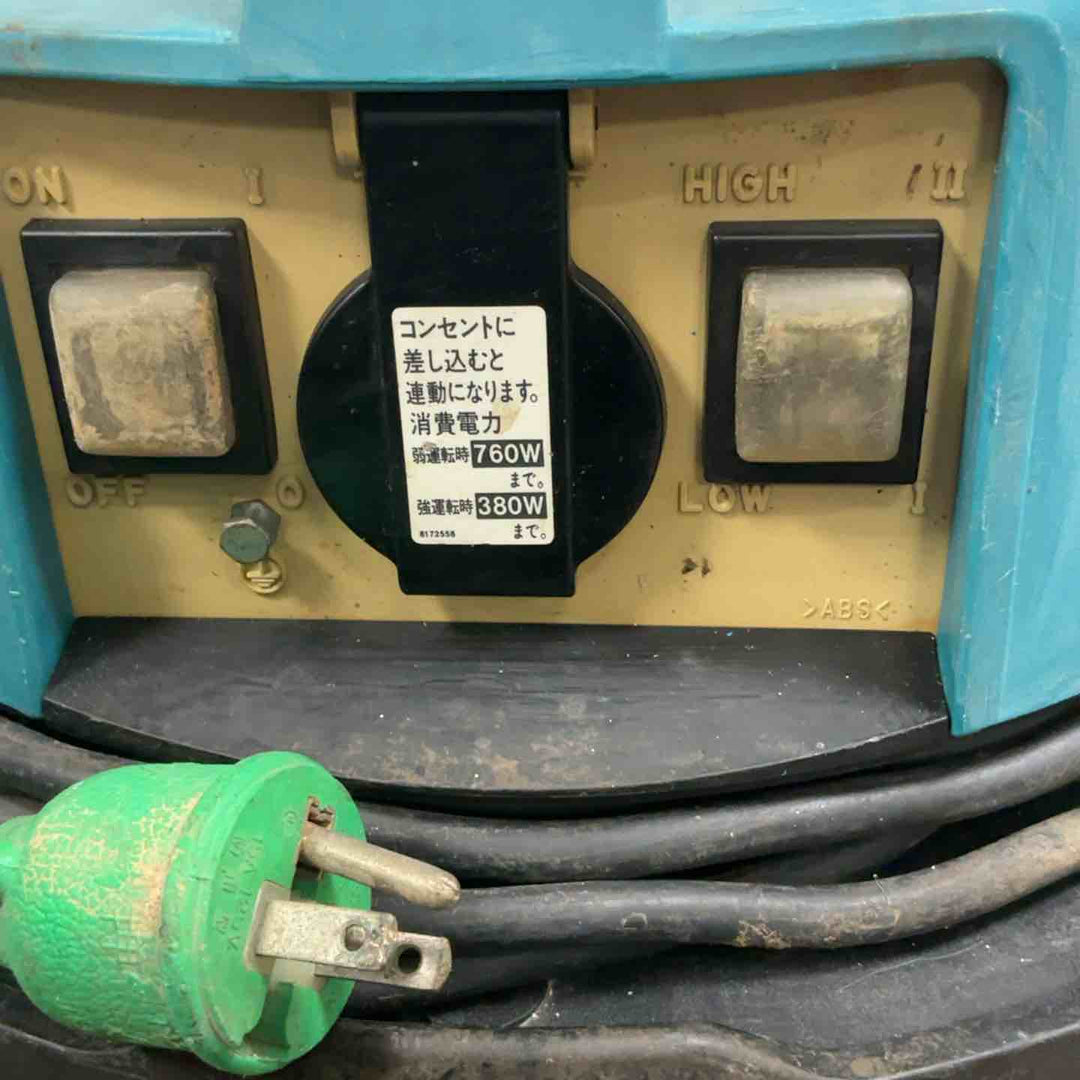 ON I
HIGH II
コンセントに
差し込むと
連動になります。
消費電力
弱運転時 760W
まで。
強運転時 380W
まで。
8172558
OFF O
LOW I
>ABS<